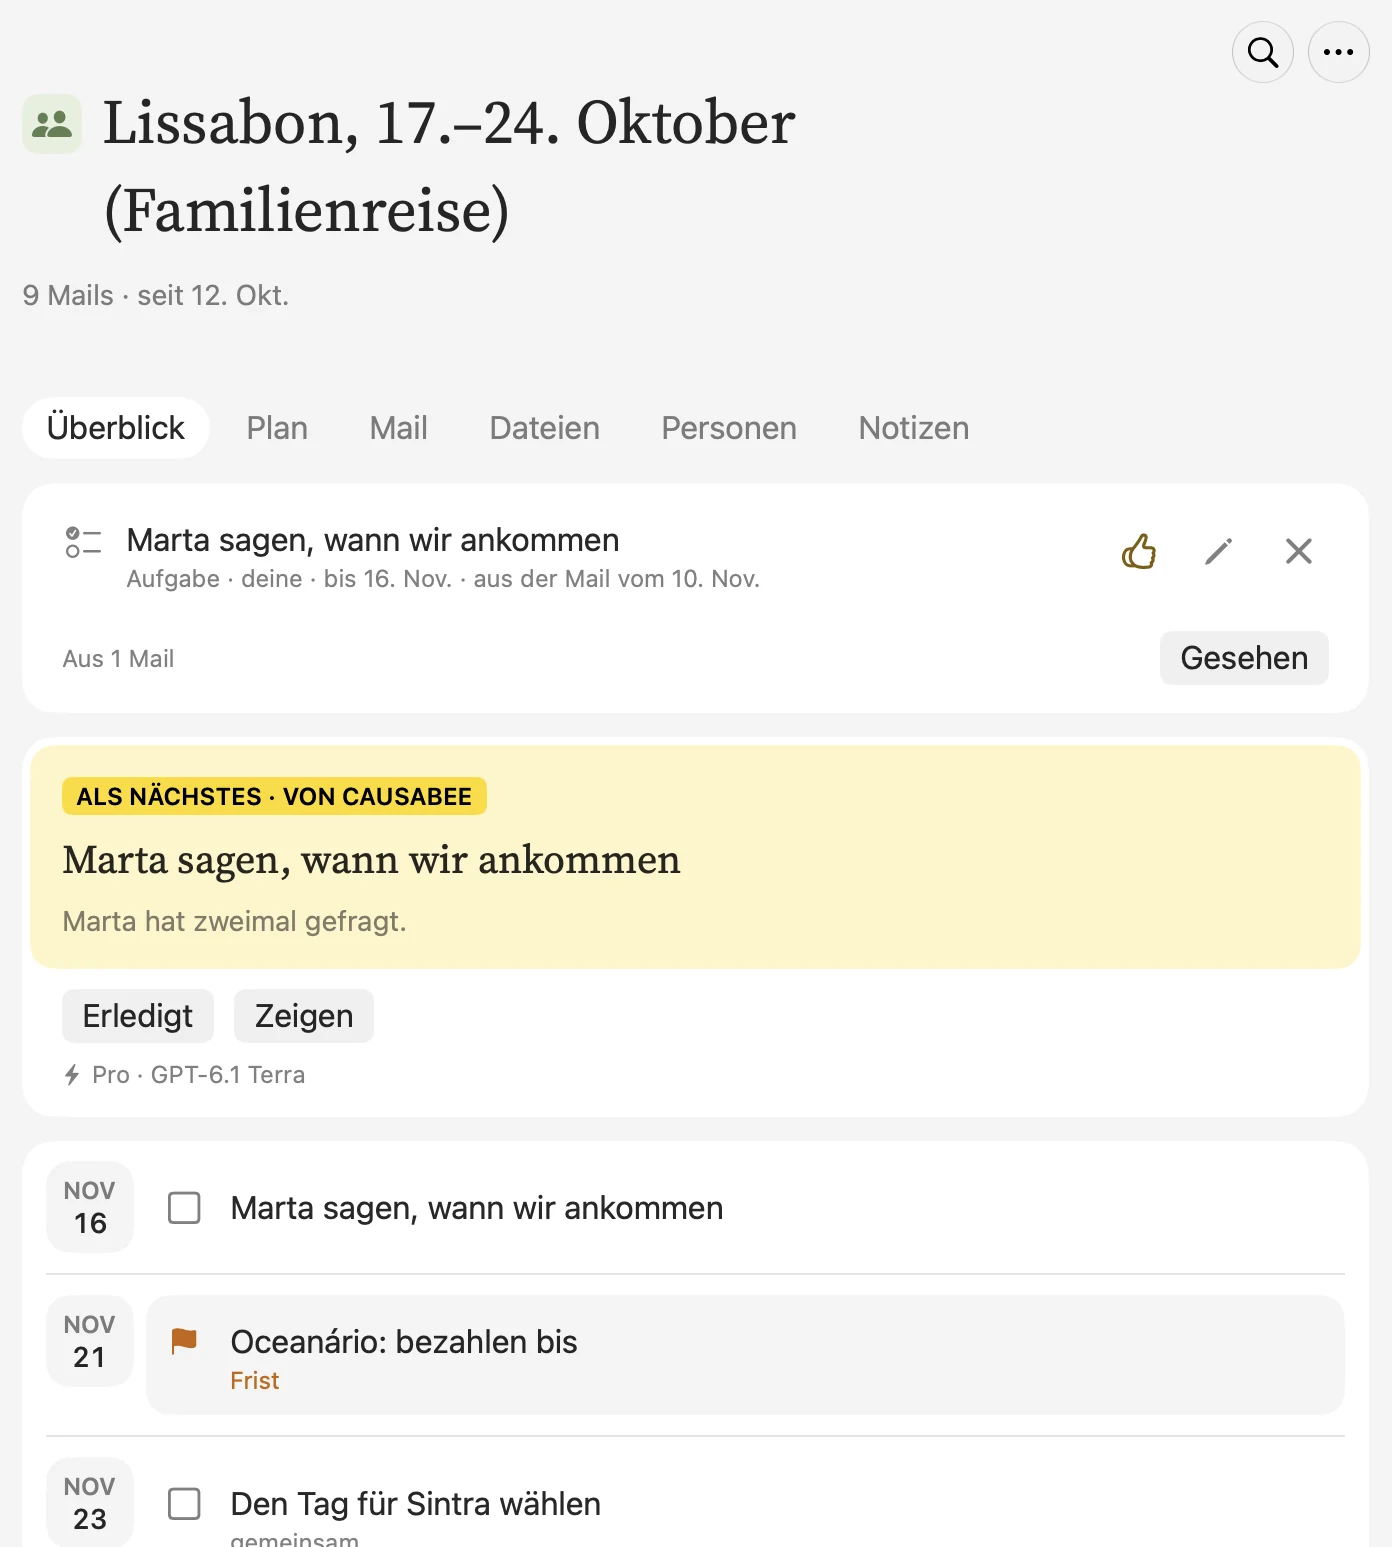 Lissabon, 17.–24. Oktober
(Familienreise)
9 Mails · seit 12. Okt.
Überblick
Plan
Mail
Dateien
Personen
Notizen
Marta sagen, wann wir ankommen
Aufgabe · deine · bis 16. Nov. · aus der Mail vom 10. Nov.
Aus 1 Mail
Gesehen
ALS NÄCHSTES · VON CAUSABEE
Marta sagen, wann wir ankommen
Marta hat zweimal gefragt.
Erledigt
Zeigen
Pro · GPT-6.1 Terra
NOV
16
Marta sagen, wann wir ankommen
NOV
21
Oceanário: bezahlen bis
Frist
NOV
23
Den Tag für Sintra wählen
gemeinsam